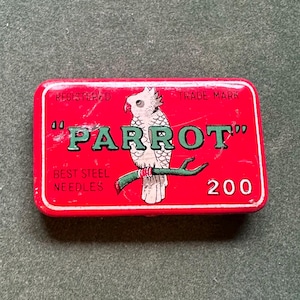 REGISTERED TRADE MARK
"PARROT"
BEST STEEL
NEEDLES
200